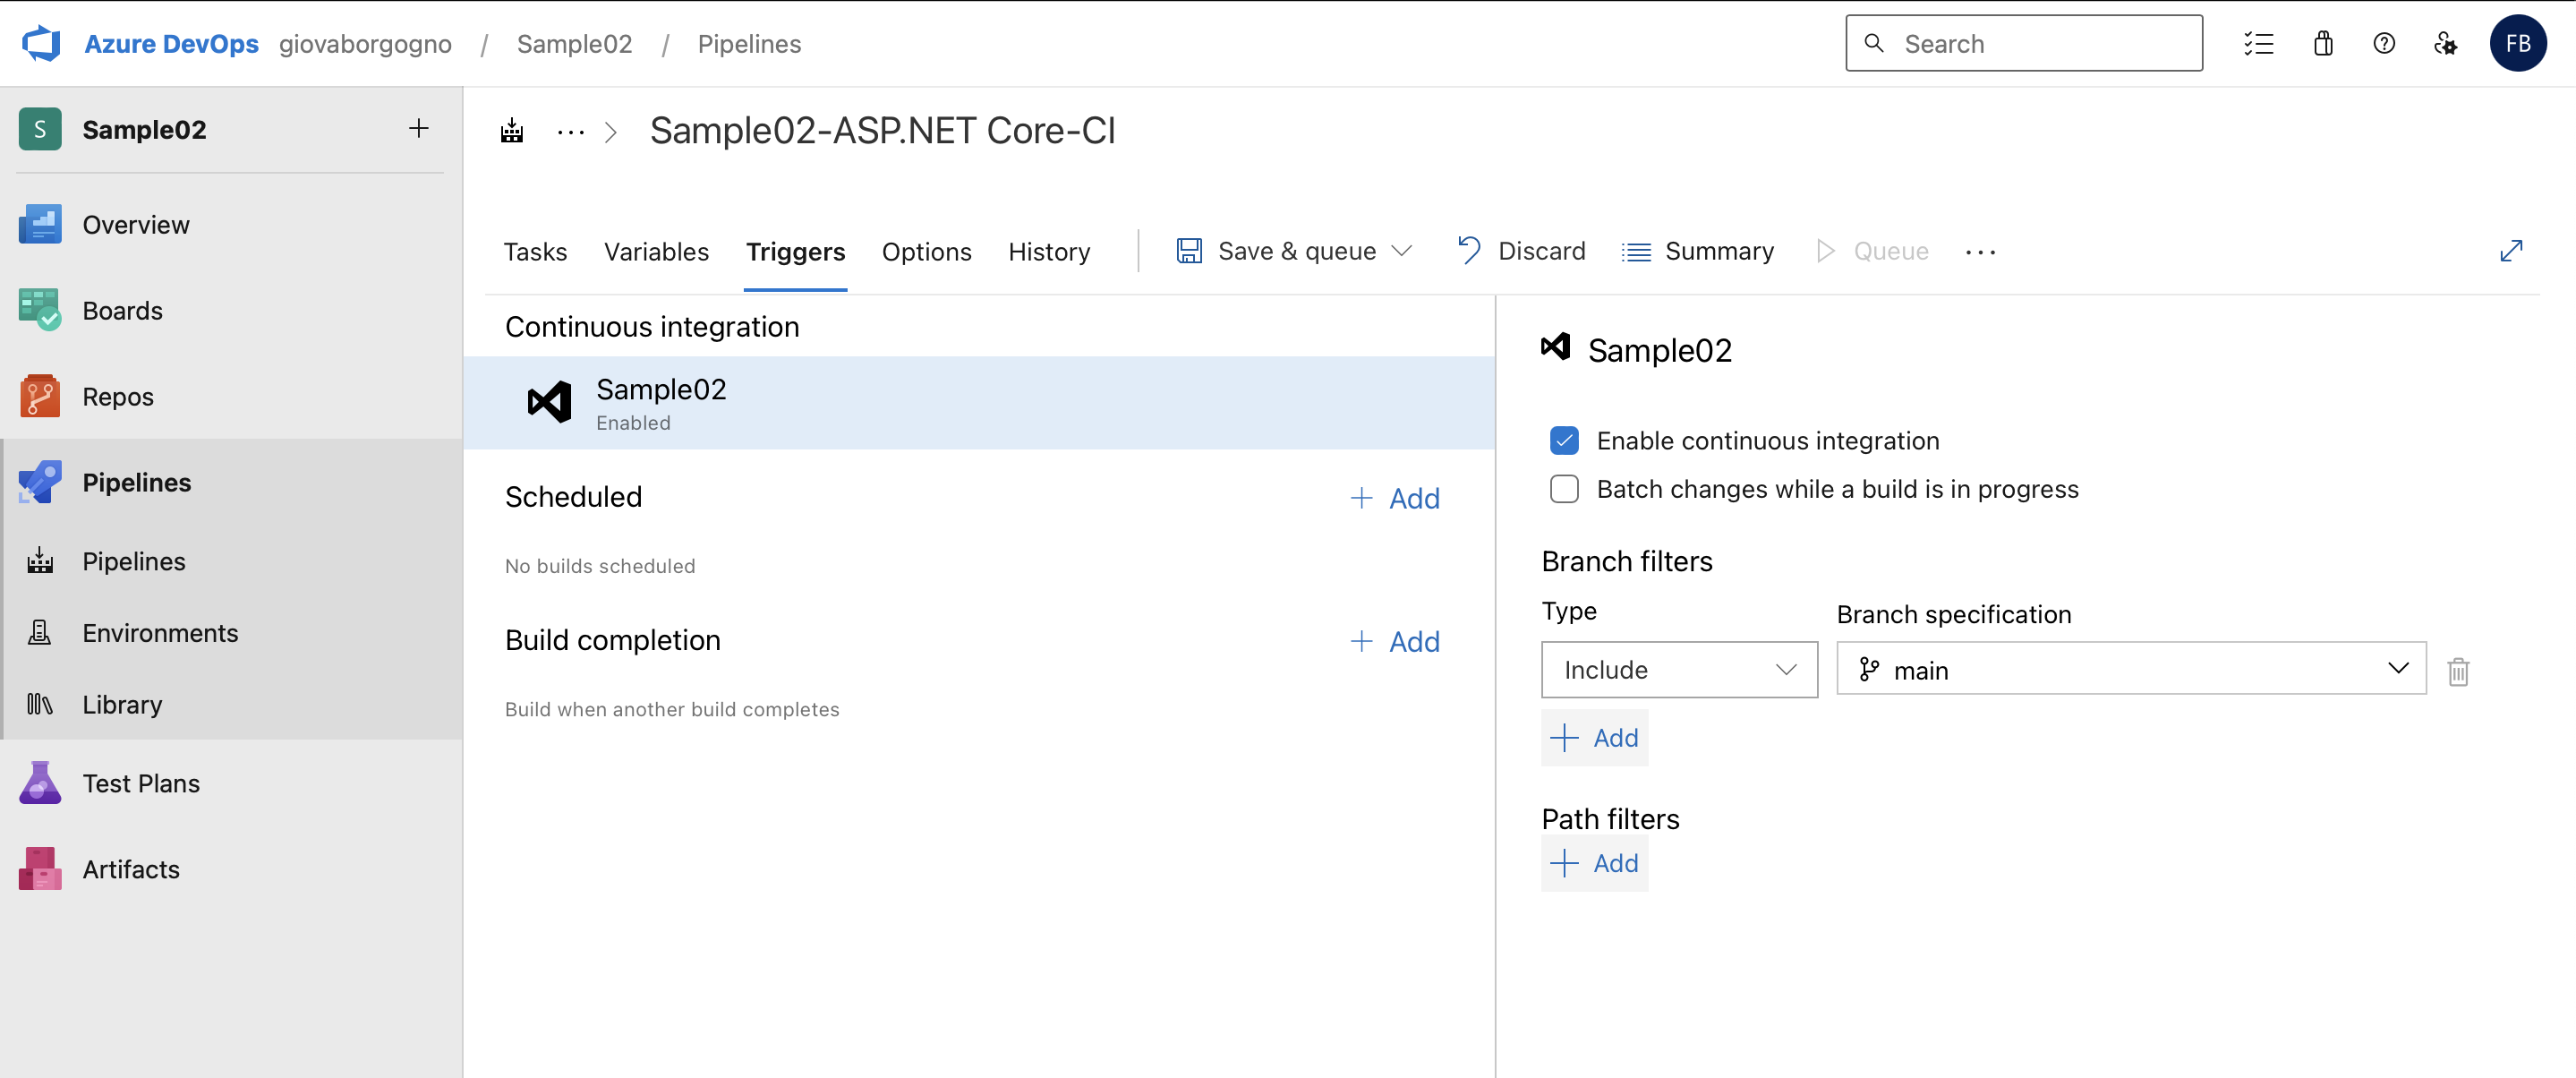 Azure DevOps giovaborgogno / Sample02 / Pipelines
Search
FB
S Sample02
Overview
Boards
Repos
Pipelines
Pipelines
Environments
Library
Test Plans
Artifacts
Sample02-ASP.NET Core-CI
Tasks Variables Triggers Options History Save & queue Discard Summary Queue
Continuous integration
Sample02
Enabled
Scheduled
Add
No builds scheduled
Build completion
Add
Build when another build completes
Sample02
Enable continuous integration
Batch changes while a build is in progress
Branch filters
Type Branch specification
Include main
Add
Path filters
Add